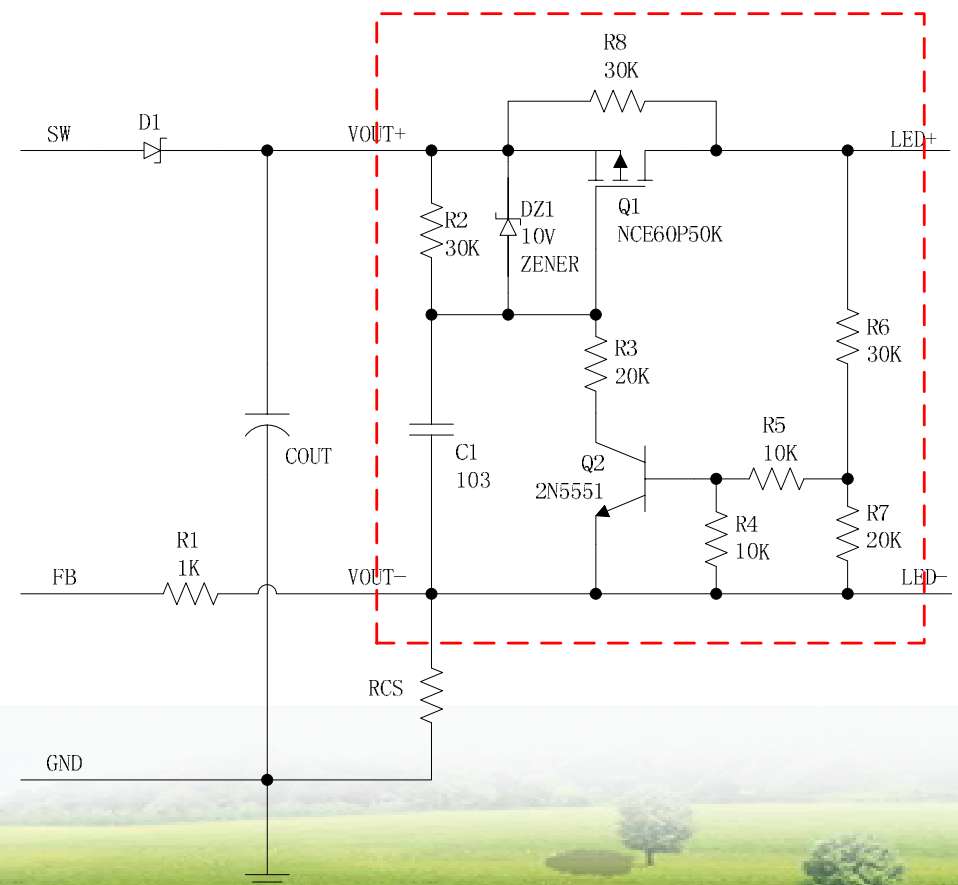 R8
30K
SW
D1
VOUT+
LED+
R2
30K
DZ1
10V
ZENER
Q1
NCE60P50K
R3
20K
R6
30K
COUT
C1
103
Q2
2N5551
R5
10K
R4
10K
R7
20K
R1
1K
FB
VOUT-
LED-
RCS
GND